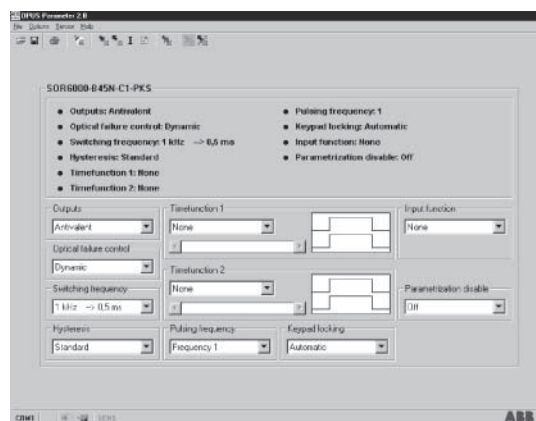 OPUS Parameter 2.0
File Options Service Help
SOR6000-B45N-C1-PKS
● Outputs: Antivalent
● Optical failure control: Dynamic
● Switching frequency: 1 kHz --> 0,5 ms
● Hysteresis: Standard
● Timefunction 1: None
● Timefunction 2: None
● Pulsing frequency: 1
● Keypad locking: Automatic
● Input function: None
● Parametrization disable: Off
Outputs
Antivalent
Timefunction 1
None
Input function
None
Optical failure control
Dynamic
Timefunction 2
None
Switching frequency
1 kHz --> 0,5 ms
Parametrization disable
Off
Hysteresis
Standard
Pulsing frequency
Frequency 1
Keypad locking
Automatic
COM1
ABB